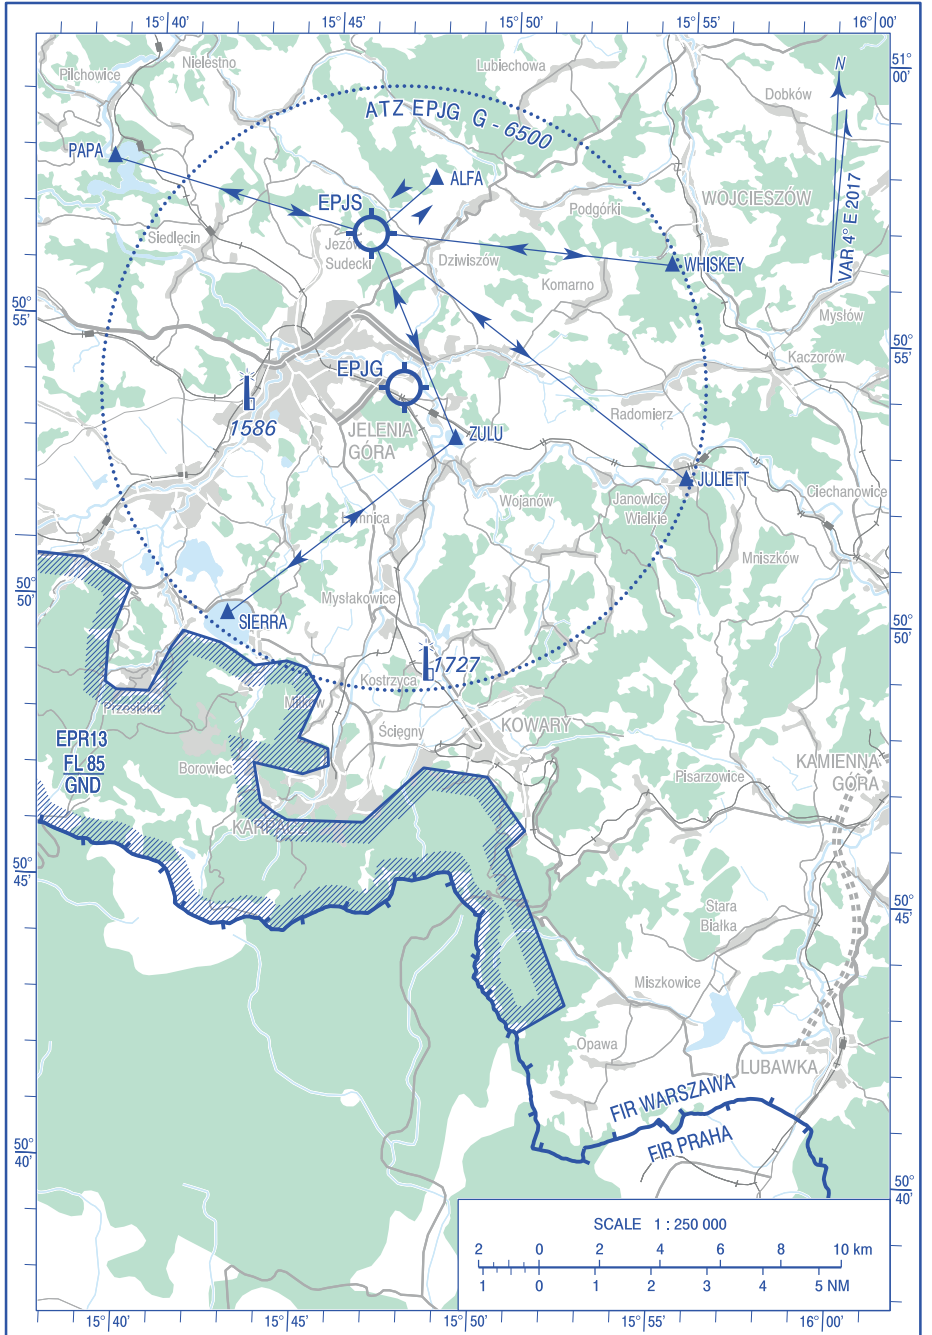 15° 40'
15° 45'
15° 50'
15° 55'
16° 00'
51°
00'
Pilchowice
Nielestno
Lubiechowa
Dobków
N
VAR 4° E 2017
ATZ EPJG G - 6500
PAPA
ALFA
EPJS
WOJCIESZÓW
Podgórki
Siedlęcin
Jeżów
Sudecki
Dziwiszów
WHISKEY
Komarno
50°
55'
Mysłów
50°
55'
Kaczorów
EPJG
1586
Radomierz
JELENIA
GÓRA
ZULU
JULIETT
Wojanów
Janowice
Wielkie
Ciechanowice
mnica
Mniszków
50°
50'
Mysłakowice
SIERRA
50°
50'
1727
Kostrzyca
Przesieka
Miłków
Ścięgny
KOWARY
EPR13
FL 85
GND
Borowiec
Pisarzowice
KAMIENNA
GÓRA
KARPACZ
50°
45'
Stara
Białka
50°
45'
Miszkowice
Opawa
LUBAWKA
FIR WARSZAWA
FIR PRAHA
50°
40'
50°
40'
SCALE 1 : 250 000
2 0 2 4 6 8 10 km
1 0 1 2 3 4 5 NM
15° 40'
15° 45'
15° 50'
15° 55'
16° 00'